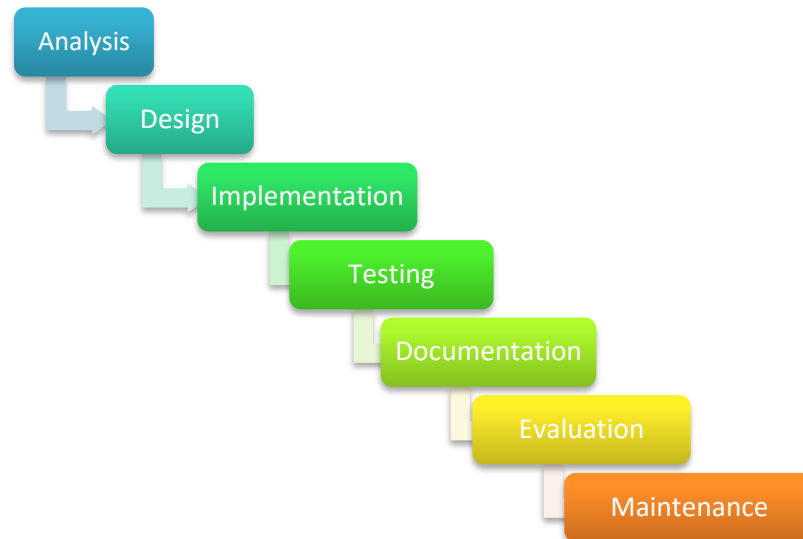 Analysis
Design
Implementation
Testing
Documentation
Evaluation
Maintenance